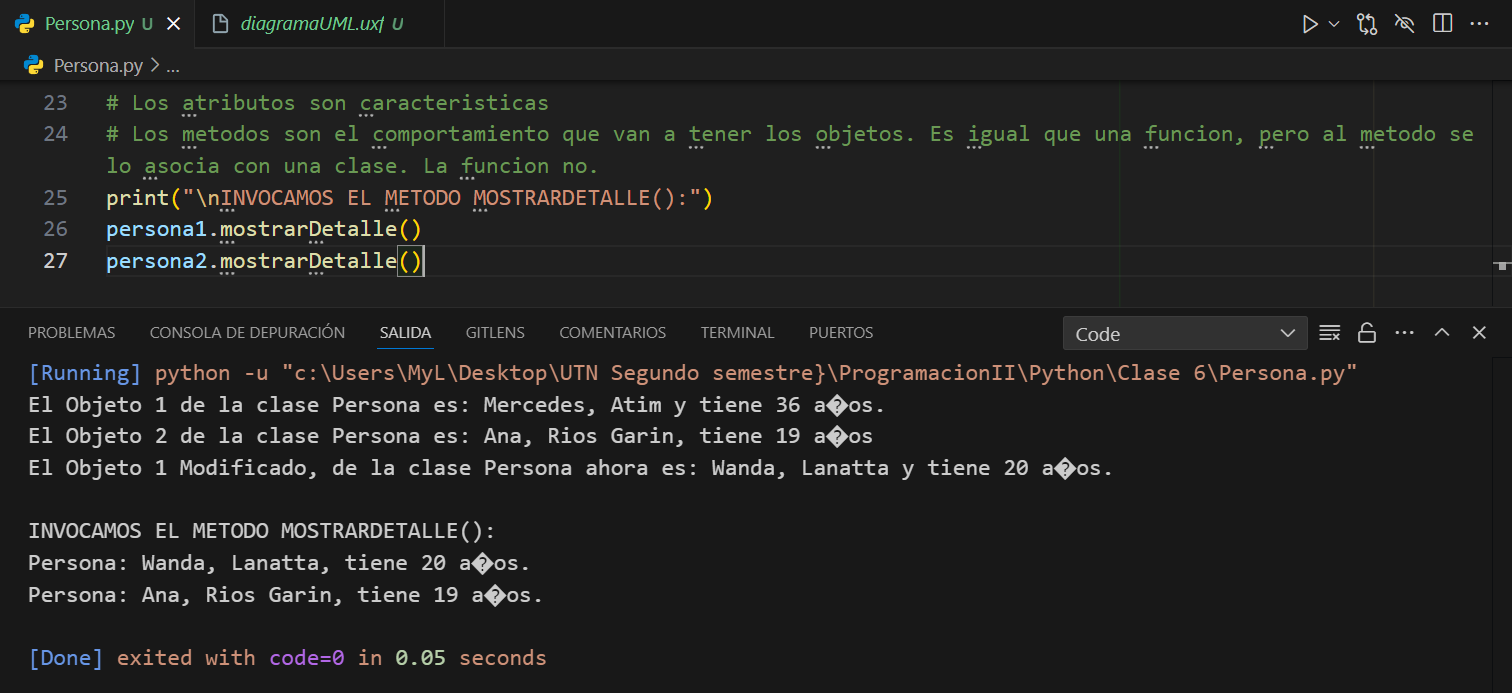 Persona.py U
diagramaUML.uxf U
Persona.py > ...
23 # Los atributos son caracteristicas
24 # Los metodos son el comportamiento que van a tener los objetos. Es igual que una funcion, pero al metodo se
lo asocia con una clase. La funcion no.
25 print("\nINVOCAMOS EL METODO MOSTRARDETALLE():")
26 persona1.mostrarDetalle()
27 persona2.mostrarDetalle()
PROBLEMAS CONSOLA DE DEPURACIÓN SALIDA GITLENS COMENTARIOS TERMINAL PUERTOS Code
[Running] python -u "c:\Users\MyL\Desktop\UTN Segundo semestre}\ProgramacionII\Python\Clase 6\Persona.py"
El Objeto 1 de la clase Persona es: Mercedes, Atim y tiene 36 a�os.
El Objeto 2 de la clase Persona es: Ana, Rios Garin, tiene 19 a�os
El Objeto 1 Modificado, de la clase Persona ahora es: Wanda, Lanatta y tiene 20 a�os.
INVOCAMOS EL METODO MOSTRARDETALLE():
Persona: Wanda, Lanatta, tiene 20 a�os.
Persona: Ana, Rios Garin, tiene 19 a�os.
[Done] exited with code=0 in 0.05 seconds